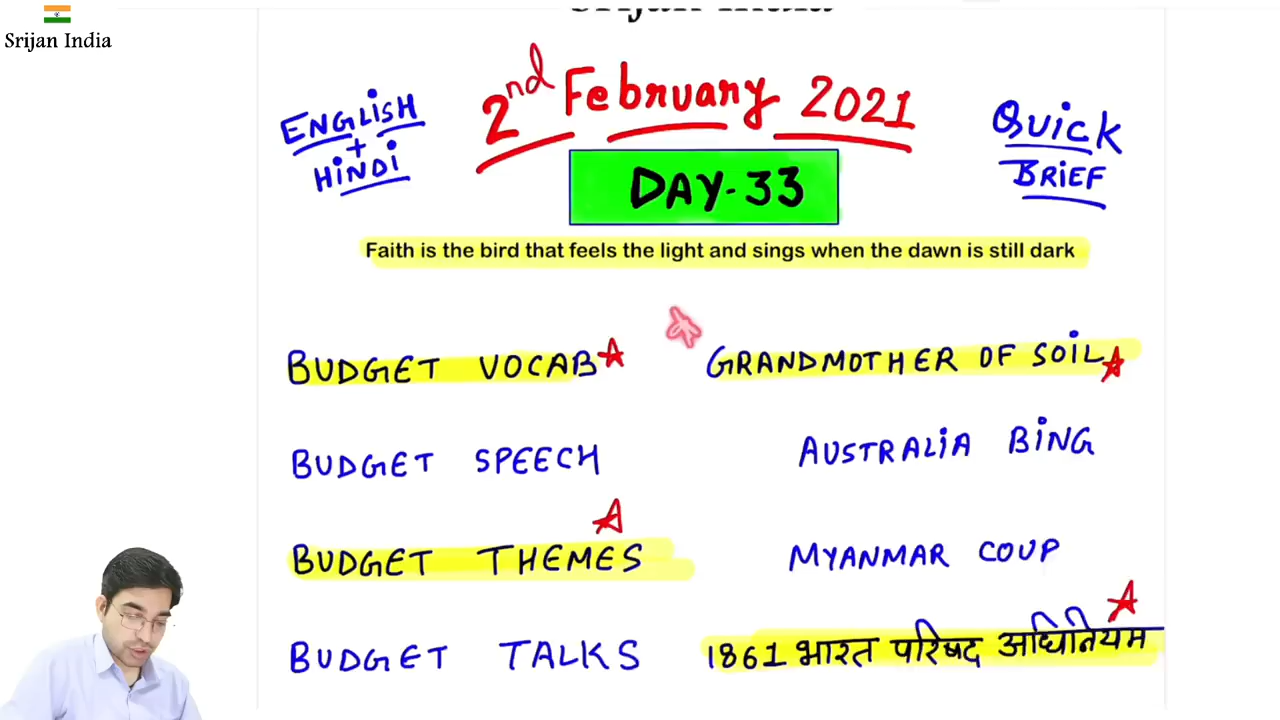 Srijan India
Srijan India
2nd February 2021
ENGLISH
+
HINDI
QUICK
BRIEF
DAY-33
Faith is the bird that feels the light and sings when the dawn is still dark
BUDGET VOCAB
GRANDMOTHER OF SOIL
BUDGET SPEECH
AUSTRALIA BING
BUDGET THEMES
MYANMAR COUP
BUDGET TALKS
1861 भारत परिषद अधिनियम